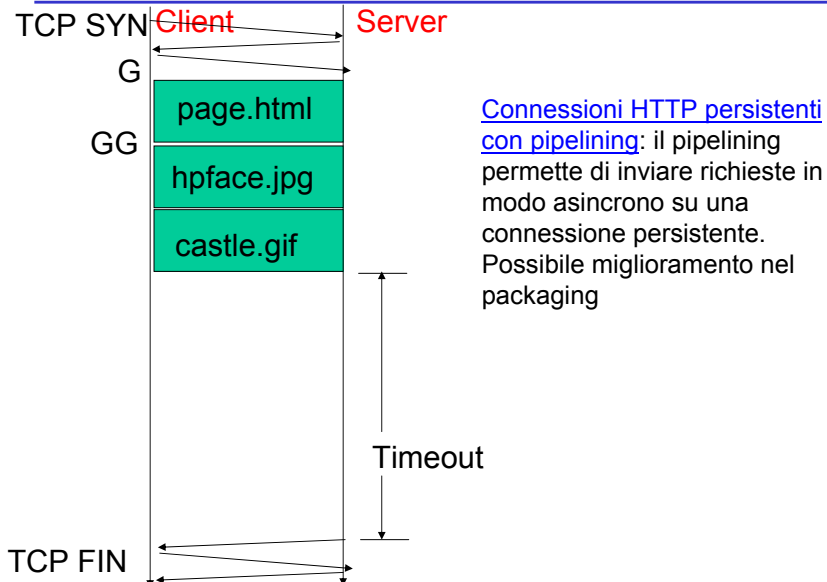 TCP SYN
Client
Server
G
page.html
GG
hpface.jpg
castle.gif
Timeout
TCP FIN
Connessioni HTTP persistenti
con pipelining: il pipelining
permette di inviare richieste in
modo asincrono su una
connessione persistente.
Possibile miglioramento nel
packaging